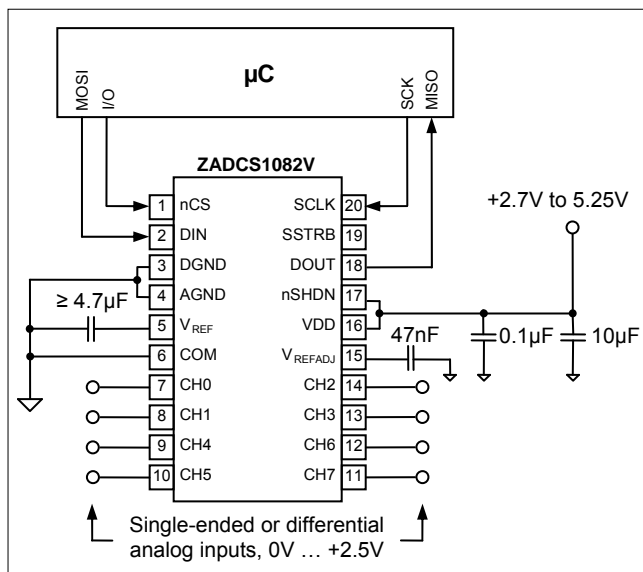 µC
MOSI
I/O
SCK
MISO
ZADCS1082V
1 nCS
SCLK 20
2 DIN
SSTRB 19
3 DGND
DOUT 18
4 AGND
nSHDN 17
5 VREF
VDD 16
6 COM
VREFADJ 15
7 CH0
CH2 14
8 CH1
CH3 13
9 CH4
CH6 12
10 CH5
CH7 11
+2.7V to 5.25V
≥ 4.7µF
47nF
0.1µF
10µF
Single-ended or differential
analog inputs, 0V … +2.5V